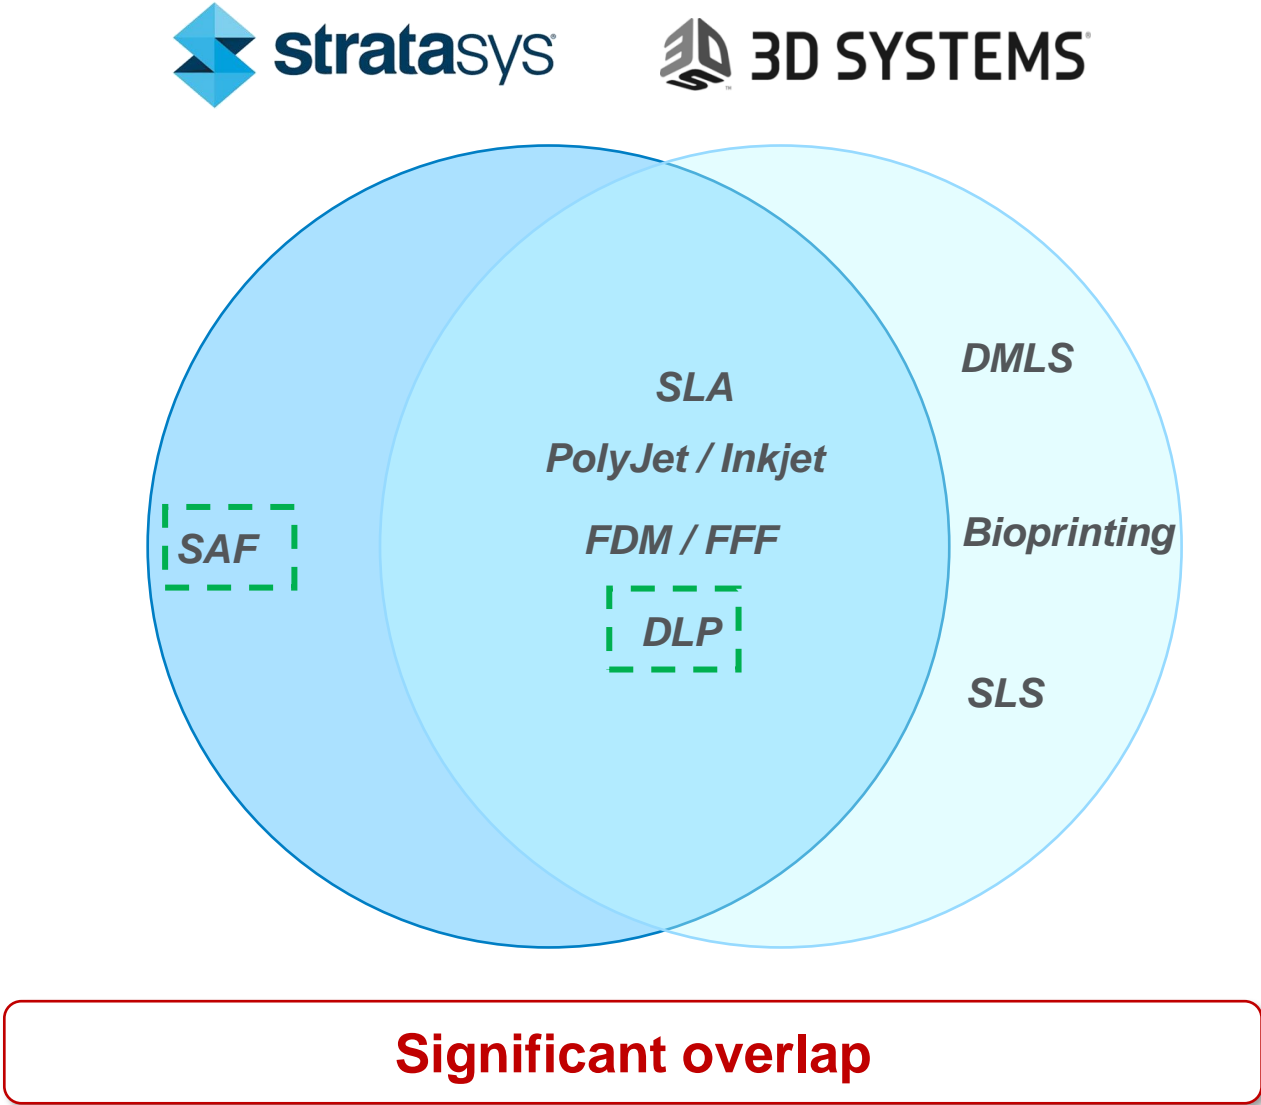 stratasys
3D SYSTEMS
SLA
DMLS
PolyJet / Inkjet
FDM / FFF
Bioprinting
SAF
DLP
SLS
Significant overlap